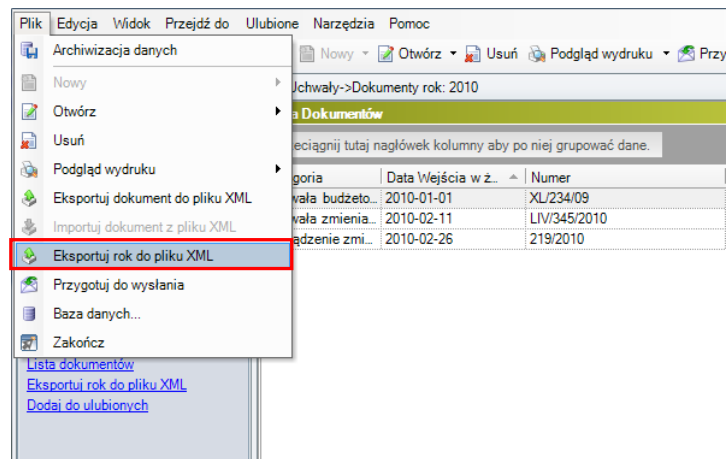 Plik Edycja Widok Przejdź do Ulubione Narzędzia Pomoc
Archiwizacja danych
Nowy Otwórz Usuń Podgląd wydruku Przy
Nowy
Uchwały->Dokumenty rok: 2010
Otwórz
a Dokumentów
Usuń
eciągnij tutaj nagłówek kolumny aby po niej grupować dane.
Podgląd wydruku
goria Data Wejścia w ż... Numer
Eksportuj dokument do pliku XML
wała budżeto... 2010-01-01 XL/234/09
Importuj dokument z pliku XML
wała zmienia... 2010-02-11 LIV/345/2010
ądzenie zmi... 2010-02-26 219/2010
Eksportuj rok do pliku XML
Przygotuj do wysłania
Baza danych...
Zakończ
Lista dokumentów
Eksportuj rok do pliku XML
Dodaj do ulubionych